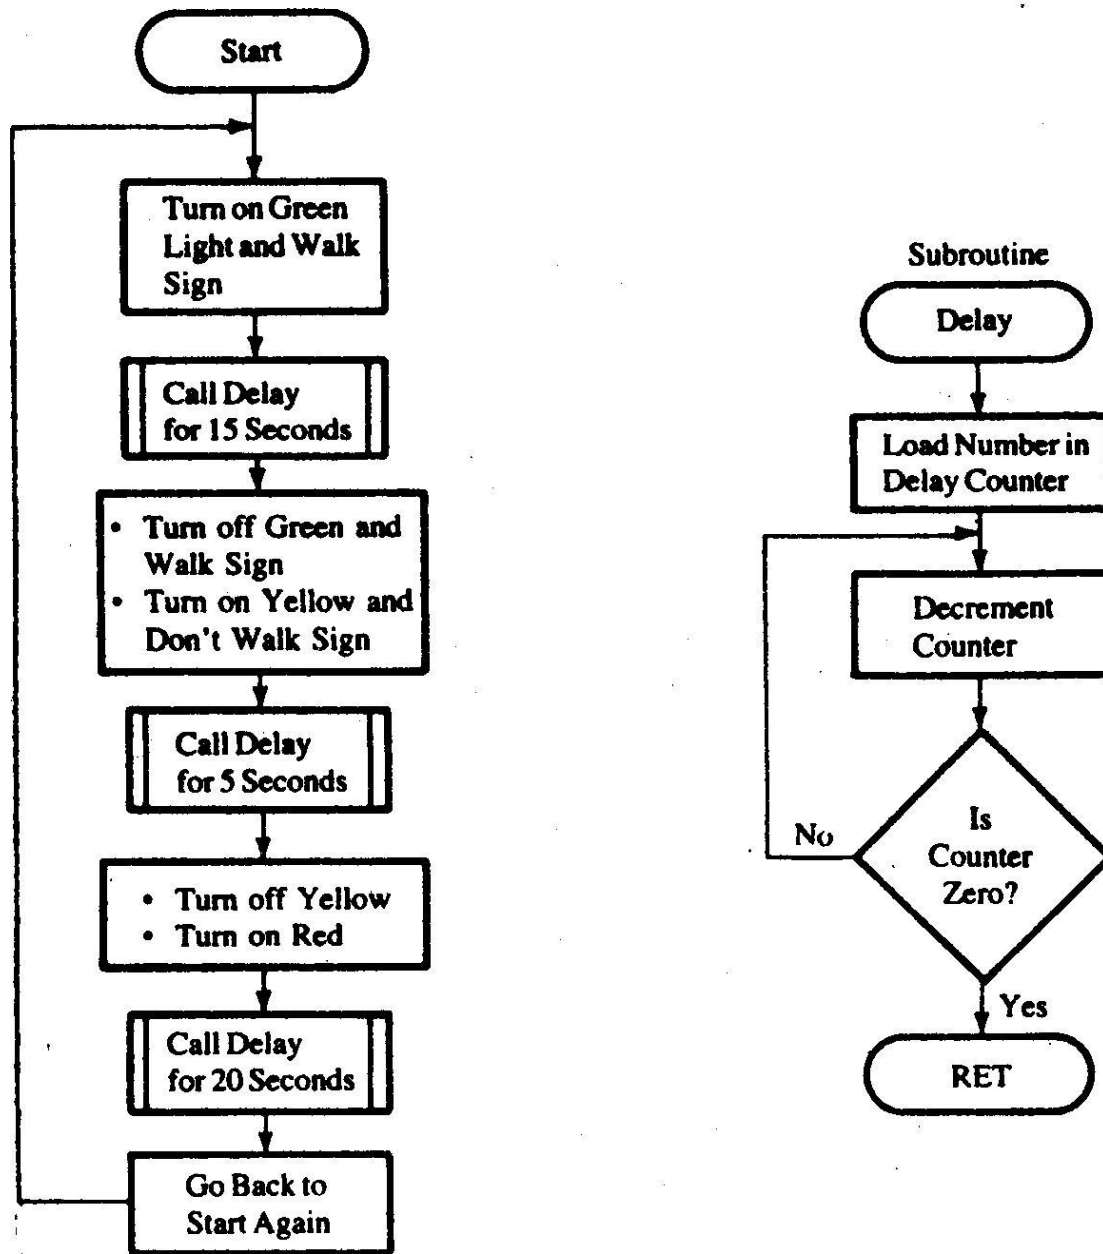 Start
Turn on Green
Light and Walk
Sign
Call Delay
for 15 Seconds
• Turn off Green and
Walk Sign
• Turn on Yellow and
Don't Walk Sign
Call Delay
for 5 Seconds
• Turn off Yellow
• Turn on Red
Call Delay
for 20 Seconds
Go Back to
Start Again
Subroutine
Delay
Load Number in
Delay Counter
Decrement
Counter
Is
Counter
Zero?
No
Yes
RET